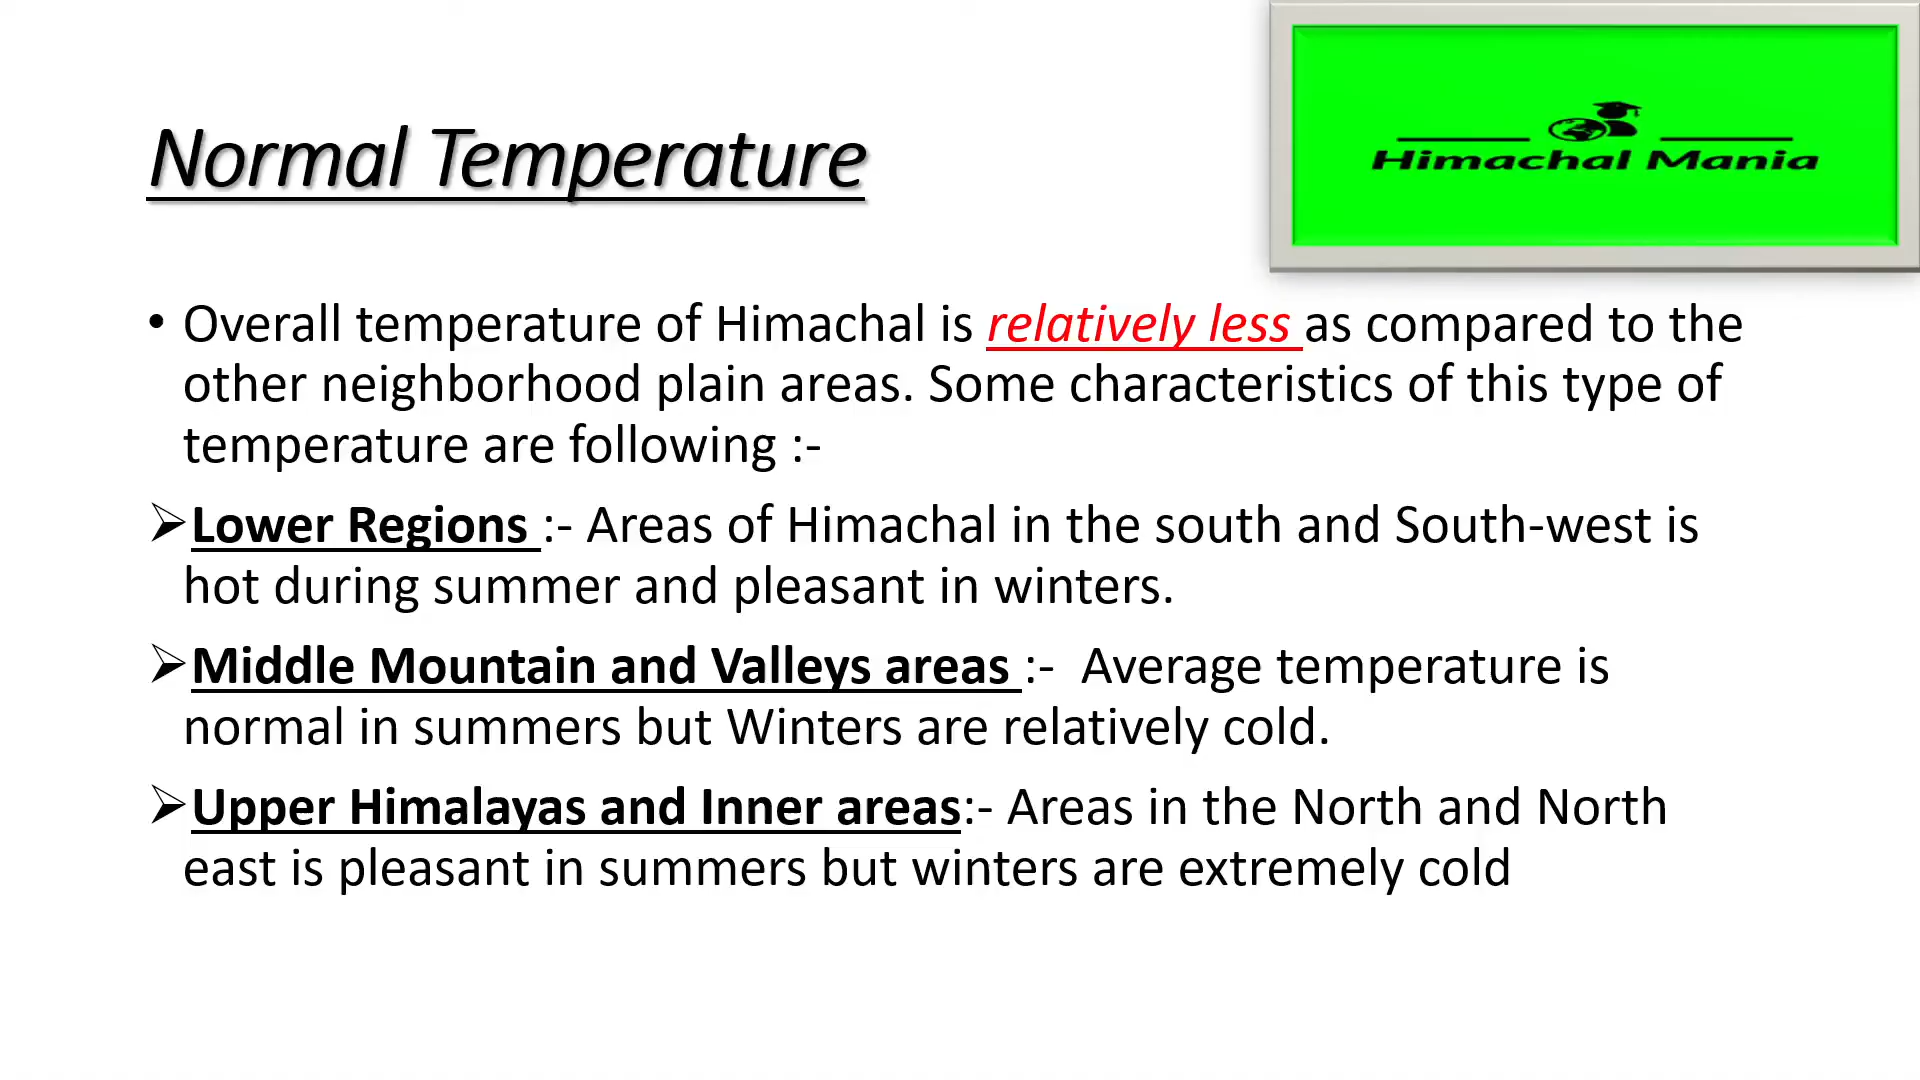 Himachal Mania
Normal Temperature
• Overall temperature of Himachal is relatively less as compared to the
other neighborhood plain areas. Some characteristics of this type of
temperature are following :-
➢Lower Regions :- Areas of Himachal in the south and South-west is
hot during summer and pleasant in winters.
➢Middle Mountain and Valleys areas :-  Average temperature is
normal in summers but Winters are relatively cold.
➢Upper Himalayas and Inner areas:- Areas in the North and North
east is pleasant in summers but winters are extremely cold